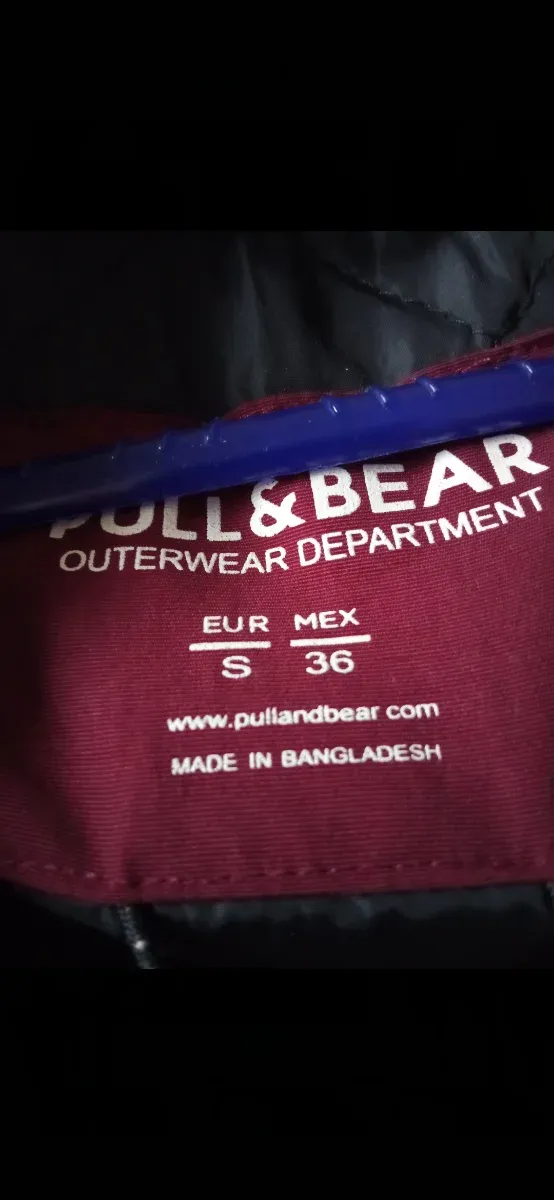 PULL&BEAR
OUTERWEAR DEPARTMENT
EUR MEX
S 36
www.pullandbear.com
MADE IN BANGLADESH